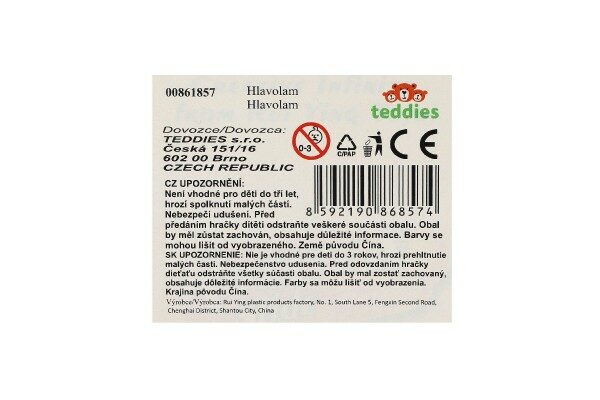 00861857 Hlavolam
Hlavolam
teddies
Dovozce/Dovozca:
TEDDIES s.r.o.
Česká 151/16
602 00 Brno
CZECH REPUBLIC
0-3
C/PAP
CE
8 592190 868574
CZ UPOZORNĚNÍ:
Není vhodné pro děti do tří let,
hrozí spolknutí malých částí.
Nebezpečí udušení. Před
předáním hračky dítěti odstraňte veškeré součásti obalu. Obal
by měl zůstat zachován, obsahuje důležité informace. Barvy se
mohou lišit od vyobrazeného. Země původu Čína.
SK UPOZORNENIE: Nie je vhodné pre deti do 3 rokov, hrozí prehltnutie
malých častí. Nebezpečenstvo udusenia. Pred odovzdaním hračky
dieťaťu odstráňte všetky súčasti obalu. Obal by mal zostať zachovaný,
obsahuje dôležité informácie. Farby sa môžu líšiť od vyobrazenia.
Krajina pôvodu Čína.
Výrobce/Výrobca: Rui Ying plastic products factory, No. 1, South Lane 5, Fengxin Second Road,
Chenghai District, Shantou City, China